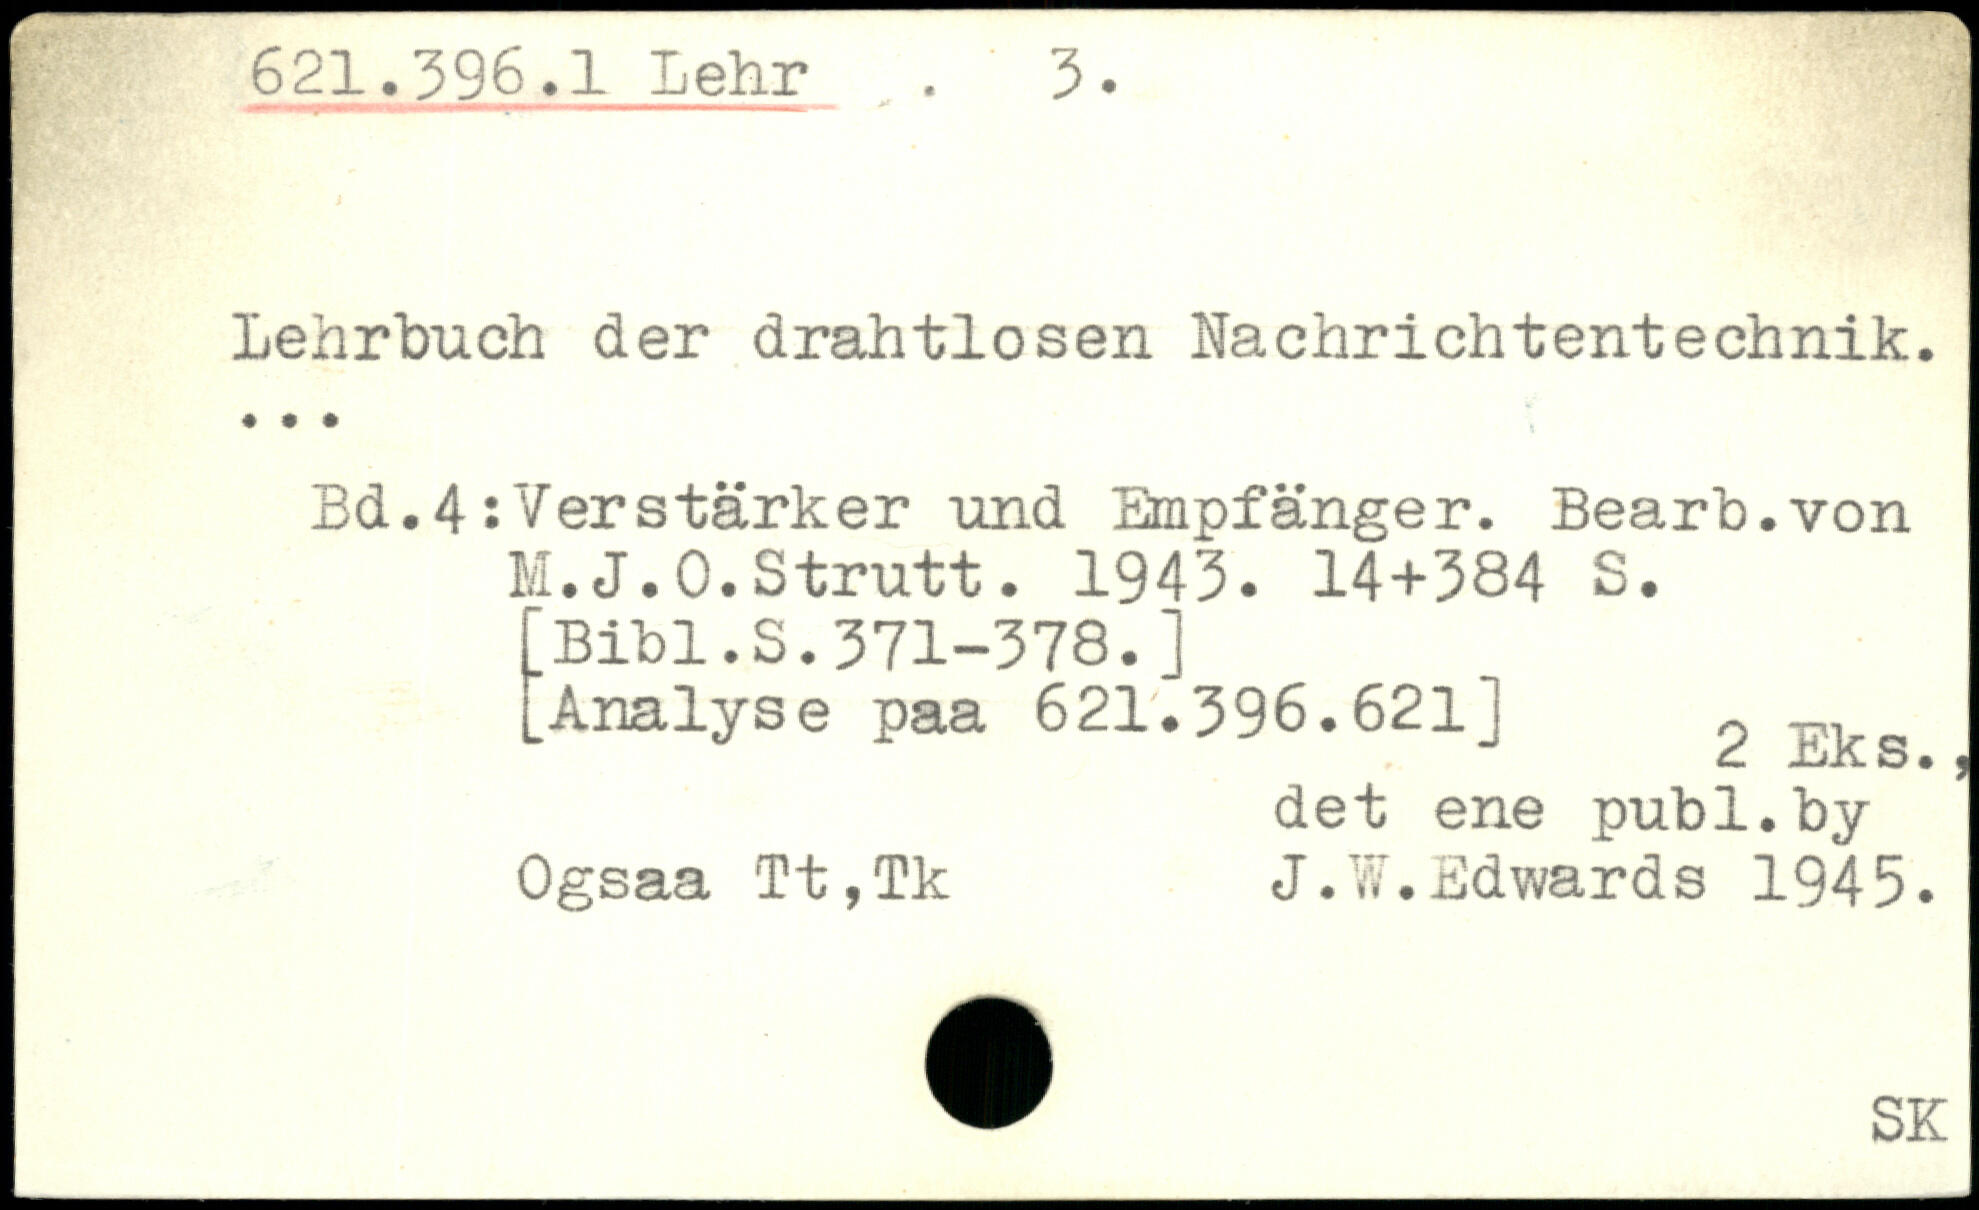 621.396.1 Lehr . 3.
Lehrbuch der drahtlosen Nachrichtentechnik.
...
Bd.4:Verstärker und Empfänger. Bearb.von
M.J.O.Strutt. 1943. 14+384 S.
[Bibl.S.371-378.]
[Analyse paa 621.396.621]
2 Eks.,
det ene publ.by
Ogsaa Tt,Tk J.W.Edwards 1945.
SK